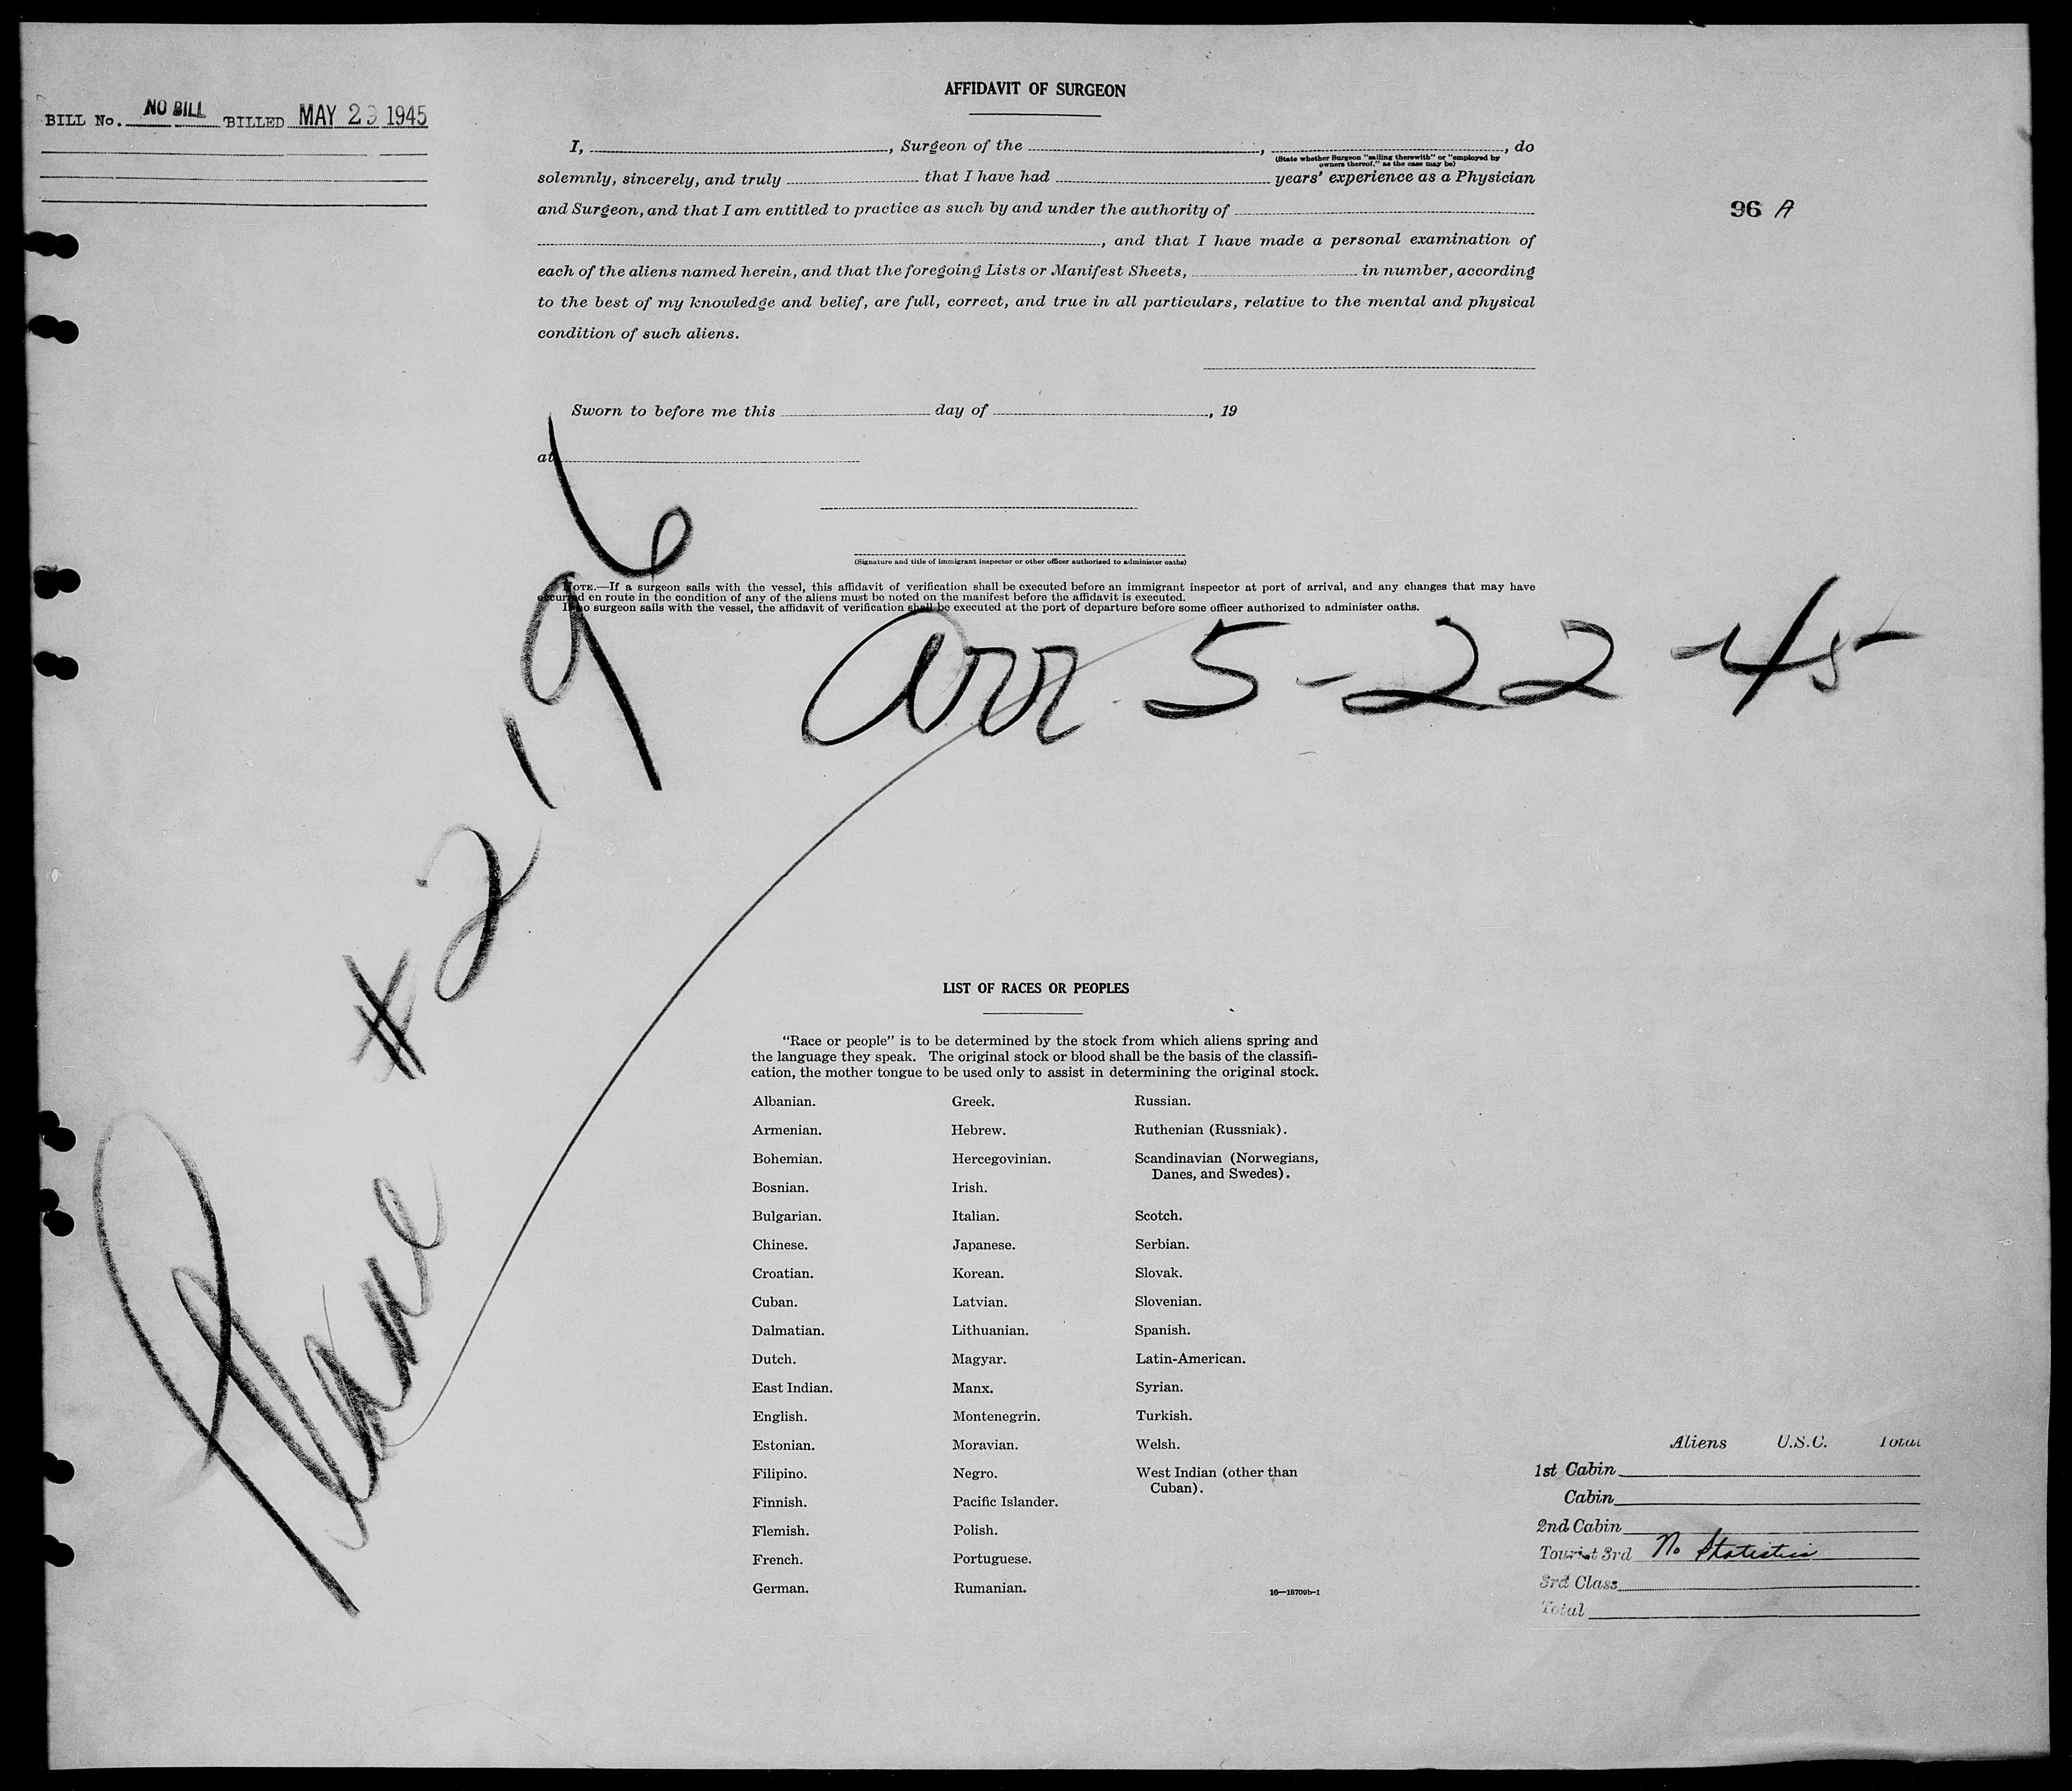 BILL No. NO BILL BILLED MAY 29 1945
AFFIDAVIT OF SURGEON
I, , Surgeon of the , , do
(State whether Surgeon "sailing therewith" or "employed by
owners thereof," as the case may be)
solemnly, sincerely, and truly that I have had years' experience as a Physician
and Surgeon, and that I am entitled to practice as such by and under the authority of
, and that I have made a personal examination of
each of the aliens named herein, and that the foregoing Lists or Manifest Sheets, in number, according
to the best of my knowledge and belief, are full, correct, and true in all particulars, relative to the mental and physical
condition of such aliens.
96 A
Sworn to before me this day of , 19
at
(Signature and title of immigrant inspector or other officer authorized to administer oaths)
NOTE.—If a surgeon sails with the vessel, this affidavit of verification shall be executed before an immigrant inspector at port of arrival, and any changes that may have
occurred en route in the condition of any of the aliens must be noted on the manifest before the affidavit is executed.
If no surgeon sails with the vessel, the affidavit of verification shall be executed at the port of departure before some officer authorized to administer oaths.
Arr 5-22-45
Plane #2196
LIST OF RACES OR PEOPLES
"Race or people" is to be determined by the stock from which aliens spring and
the language they speak. The original stock or blood shall be the basis of the classifi-
cation, the mother tongue to be used only to assist in determining the original stock.
Albanian.
Armenian.
Bohemian.
Bosnian.
Bulgarian.
Chinese.
Croatian.
Cuban.
Dalmatian.
Dutch.
East Indian.
English.
Estonian.
Filipino.
Finnish.
Flemish.
French.
German.
Greek.
Hebrew.
Hercegovinian.
Irish.
Italian.
Japanese.
Korean.
Latvian.
Lithuanian.
Magyar.
Manx.
Montenegrin.
Moravian.
Negro.
Pacific Islander.
Polish.
Portuguese.
Rumanian.
Russian.
Ruthenian (Russniak).
Scandinavian (Norwegians,
Danes, and Swedes).
Scotch.
Serbian.
Slovak.
Slovenian.
Spanish.
Latin-American.
Syrian.
Turkish.
Welsh.
West Indian (other than
Cuban).
16—18709b-1
Aliens U.S.C. Total
1st Cabin
Cabin
2nd Cabin
Tourist 3rd No Statistics
3rd Class
Total